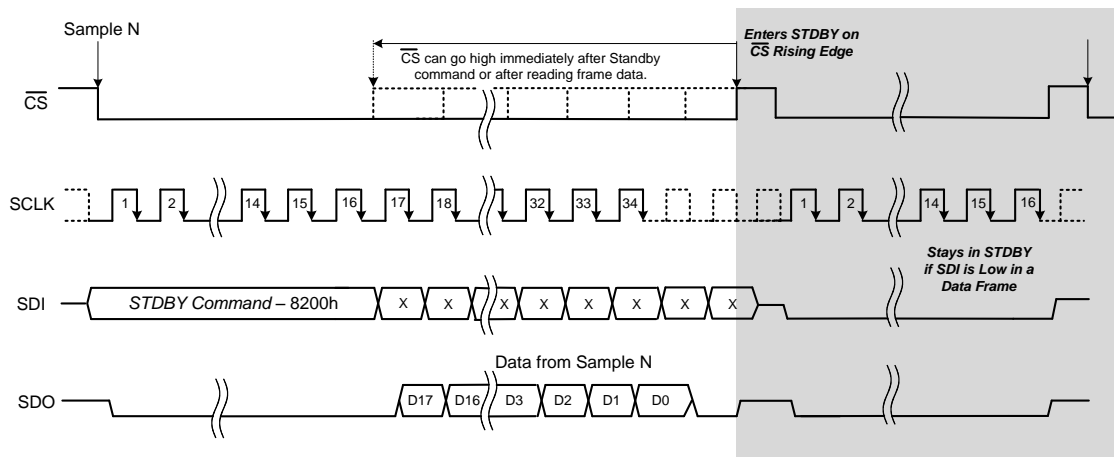 Sample N
CS can go high immediately after Standby
command or after reading frame data.
Enters STDBY on
CS Rising Edge
CS
SCLK
1 2 14 15 16 17 18 32 33 34 1 2 14 15 16
Stays in STDBY
if SDI is Low in a
Data Frame
SDI
STDBY Command – 8200h
X X X X X X X X
Data from Sample N
SDO
D17 D16 D3 D2 D1 D0